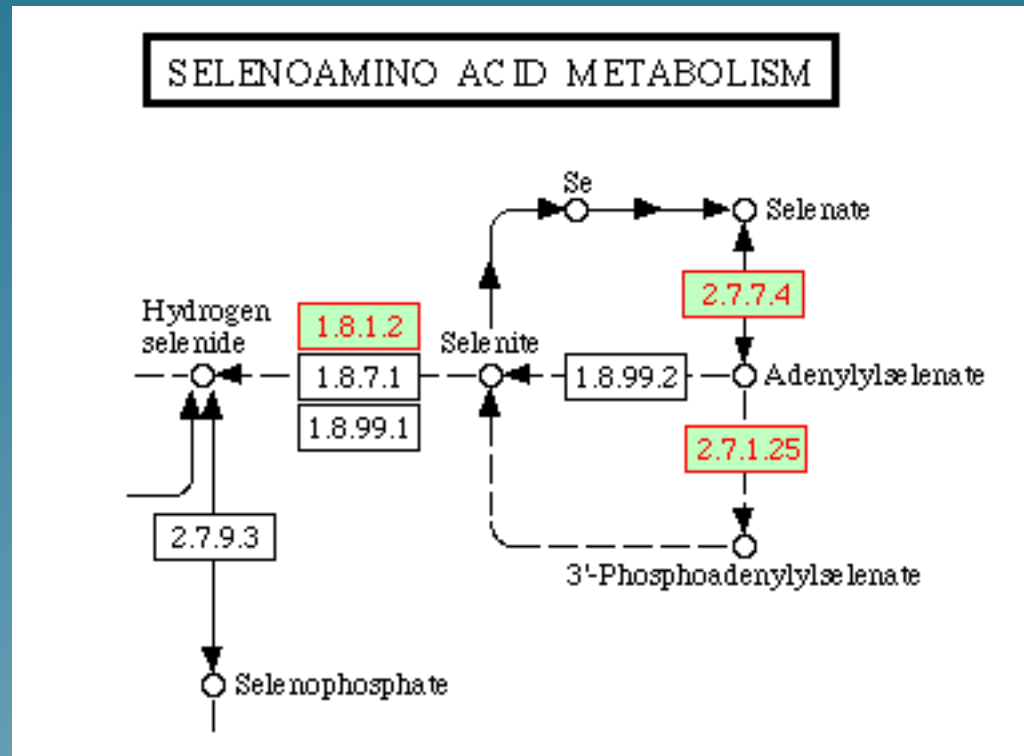 SELENOAMINO ACID METABOLISM
Se
Selenate
2.7.7.4
Hydrogen
selenide
1.8.1.2
Selenite
1.8.7.1
1.8.99.2
Adenylylselenate
1.8.99.1
2.7.1.25
2.7.9.3
3'-Phosphoadenylylselenate
Selenophosphate